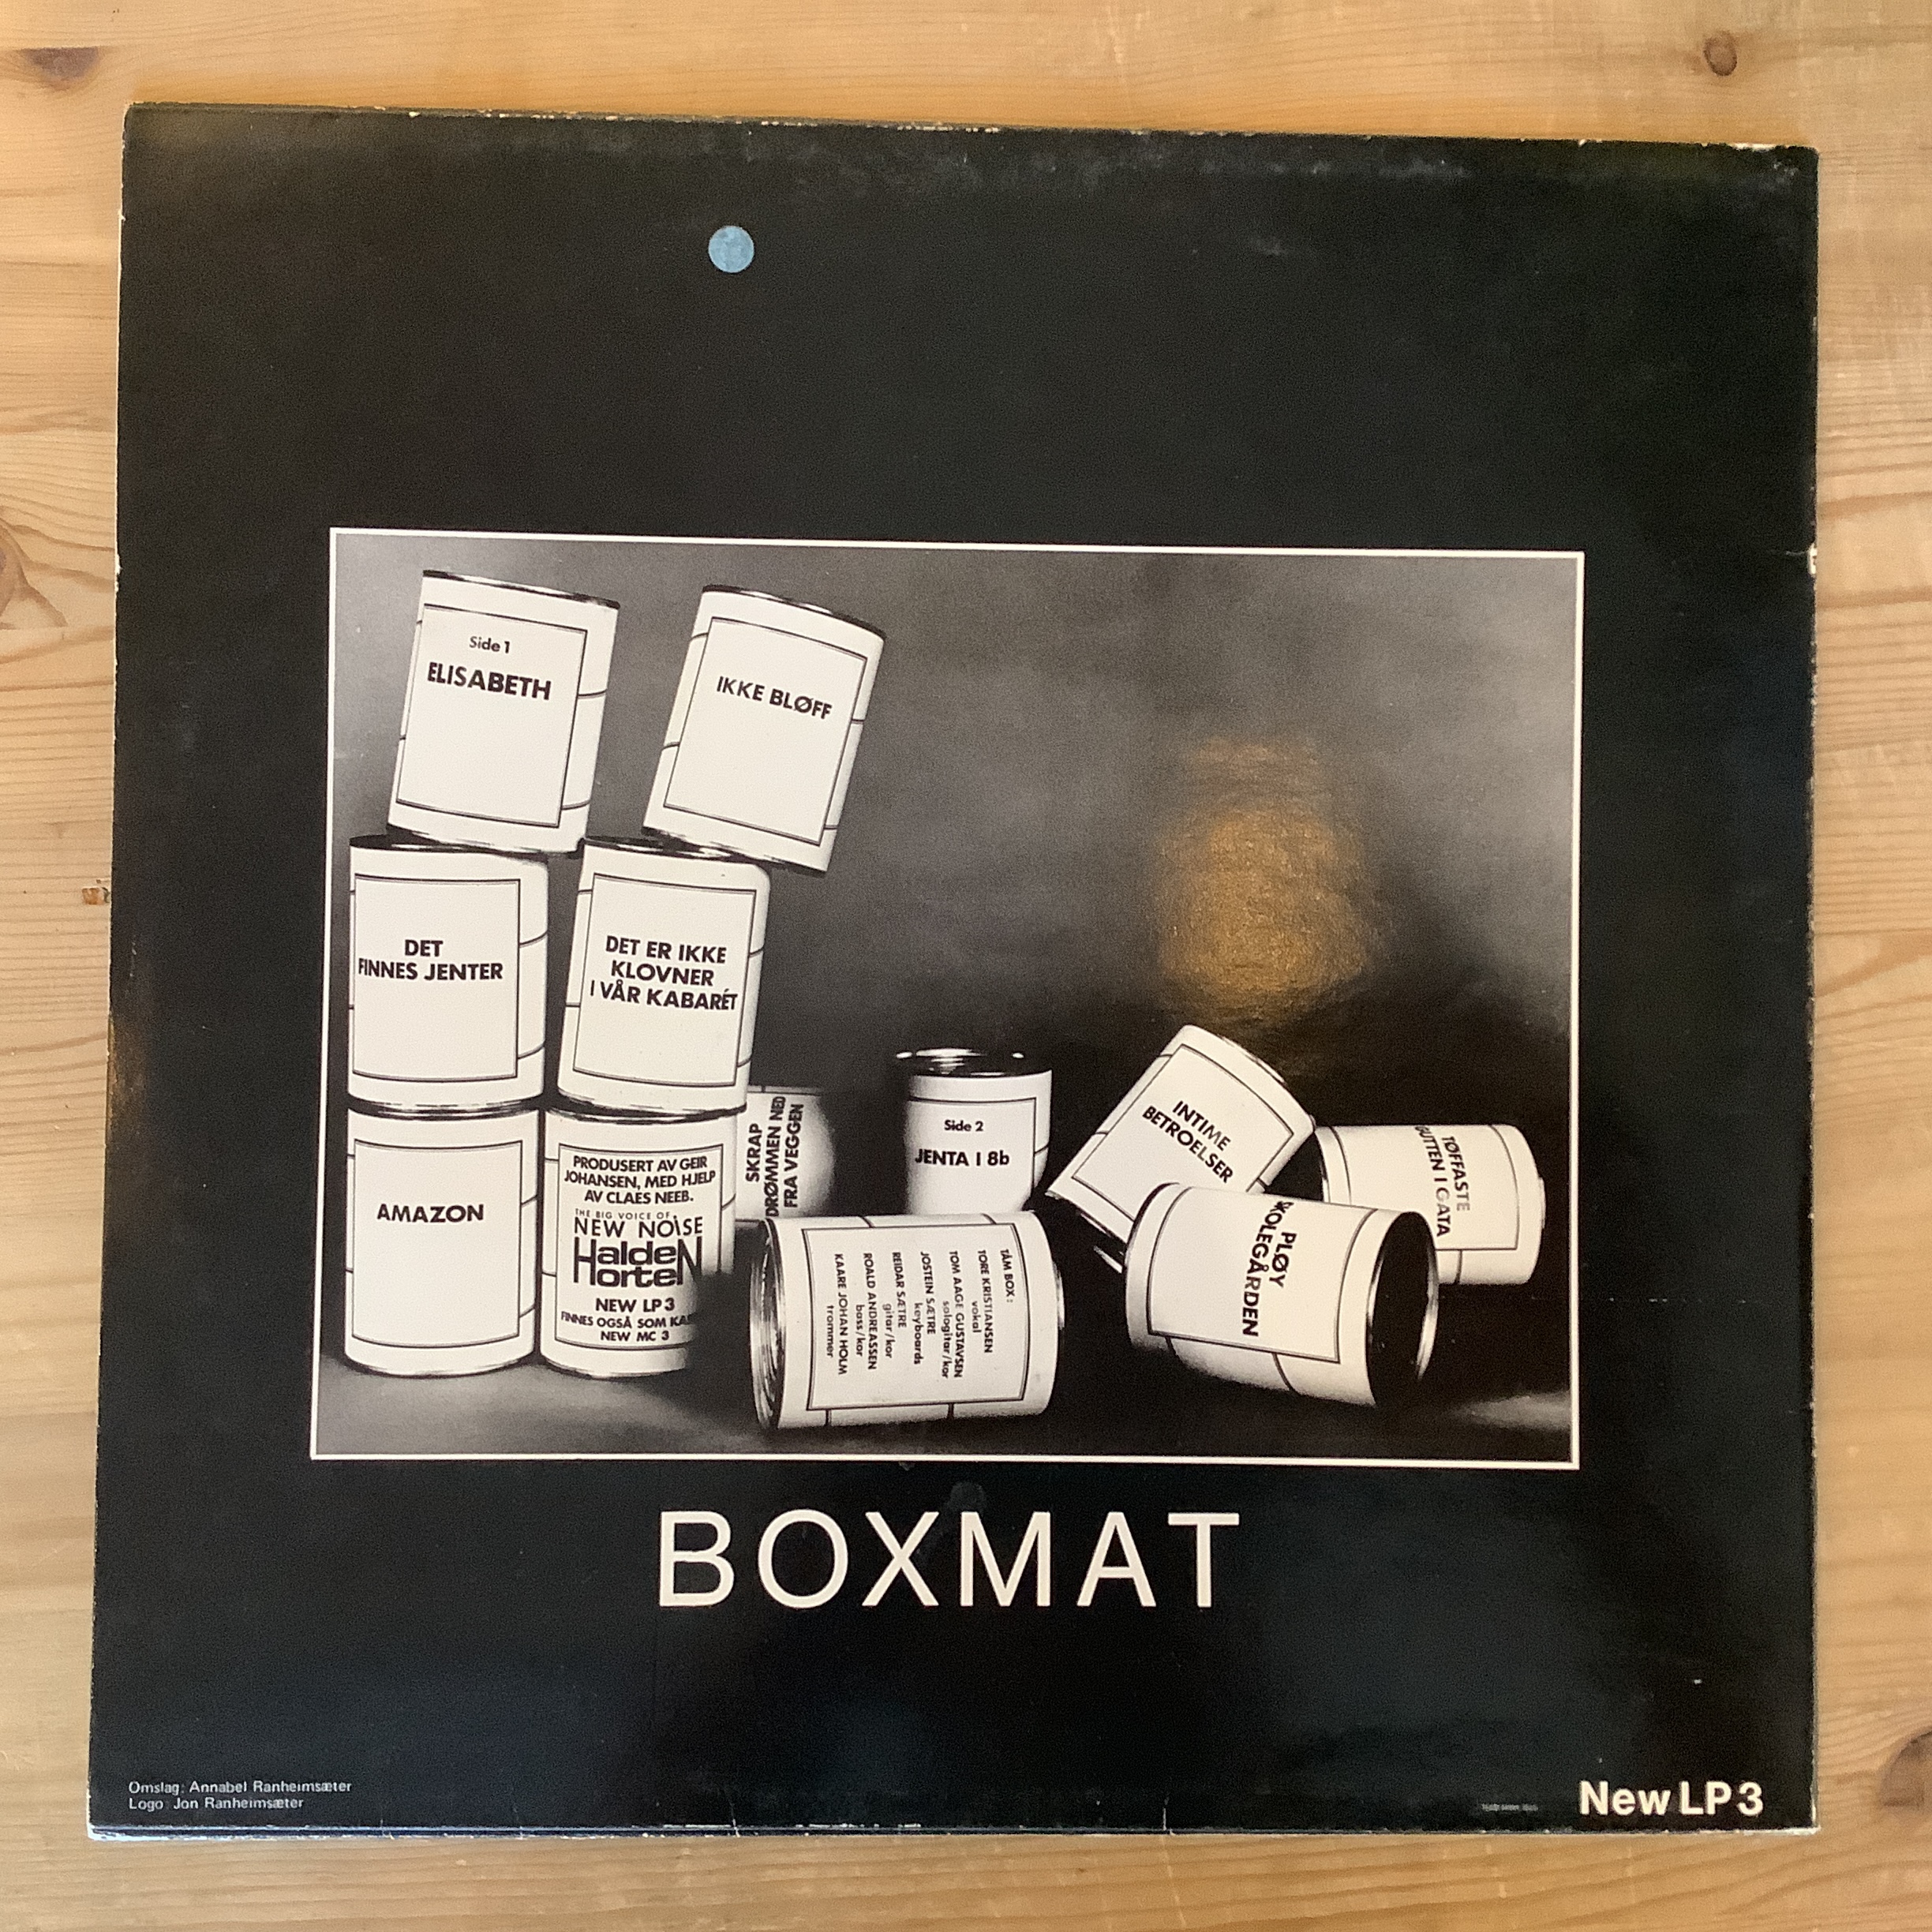 Side 1
ELISABETH
IKKE BLØFF
DET
FINNES JENTER
DET ER IKKE
KLOVNER
I VÅR KABARÉT
AMAZON
PRODUSERT AV GEIR
JOHANSEN, MED HJELP
AV CLAES NEEB.
THE BIG VOICE OF
NEW NOISE
HaldeN
HorteN
NEW LP 3
FINNES OGSÅ SOM
NEW MC 3
SKRAP
DRØMMEN NED
FRA VEGGEN
Side 2
JENTA I 8b
INTIME
BETROELSER
TØFFASTE
GUTTEN I GATA
PLØY
SKOLEGÅRDEN
TÅM BOX:
TORE KRISTIANSEN
vokal
TOM AAGE GUSTAVSEN
sologitar/kor
JOSTEIN SÆTRE
keyboards
REIDAR SÆTRE
gitar/kor
ROALD ANDREASSEN
bass/kor
KAARE JOHAN HOLM
trommer
BOXMAT
Omslag: Annabel Ranheimsæter
Logo: Jon Ranheimsæter
New LP 3